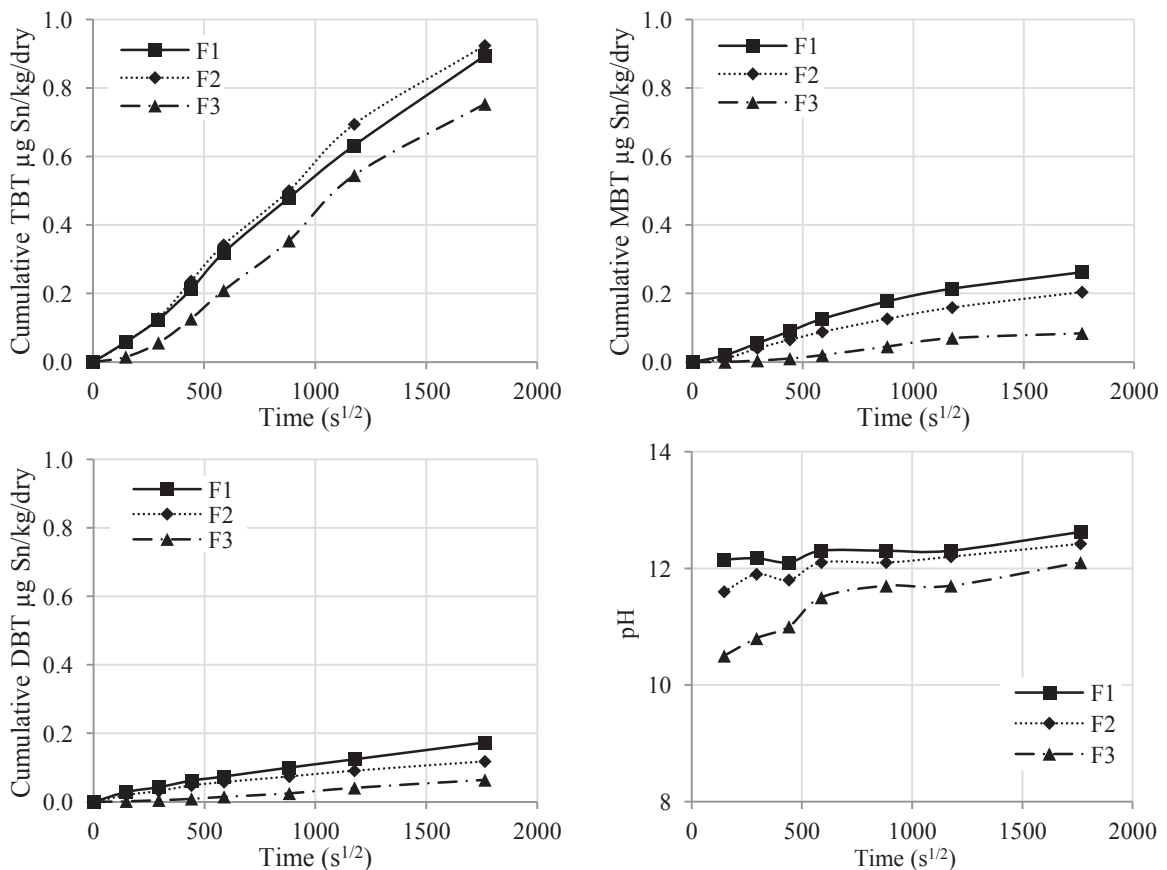 Cumulative TBT µg Sn/kg/dry
1.0
0.8
0.6
0.4
0.2
0.0
F1
F2
F3
0 500 1000 1500 2000
Time (s1/2)
Cumulative MBT µg Sn/kg/dry
1.0
0.8
0.6
0.4
0.2
0.0
F1
F2
F3
0 500 1000 1500 2000
Time (s1/2)
Cumulative DBT µg Sn/kg/dry
1.0
0.8
0.6
0.4
0.2
0.0
F1
F2
F3
0 500 1000 1500 2000
Time (s1/2)
pH
14
12
10
8
F1
F2
F3
0 500 1000 1500 2000
Time (s1/2)